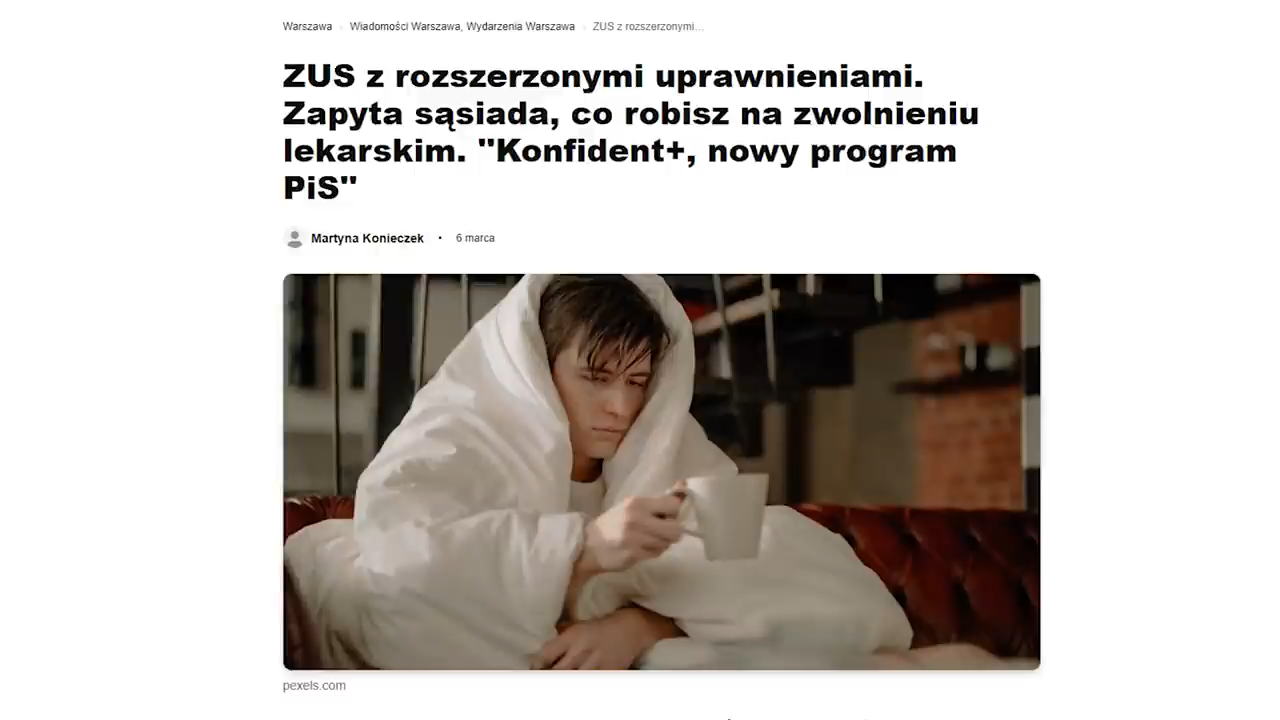 Warszawa Wiadomości Warszawa, Wydarzenia Warszawa ZUS z rozszerzonymi...
ZUS z rozszerzonymi uprawnieniami.
Zapyta sąsiada, co robisz na zwolnieniu
lekarskim. "Konfident+, nowy program
PiS"
Martyna Konieczek • 6 marca
pexels.com